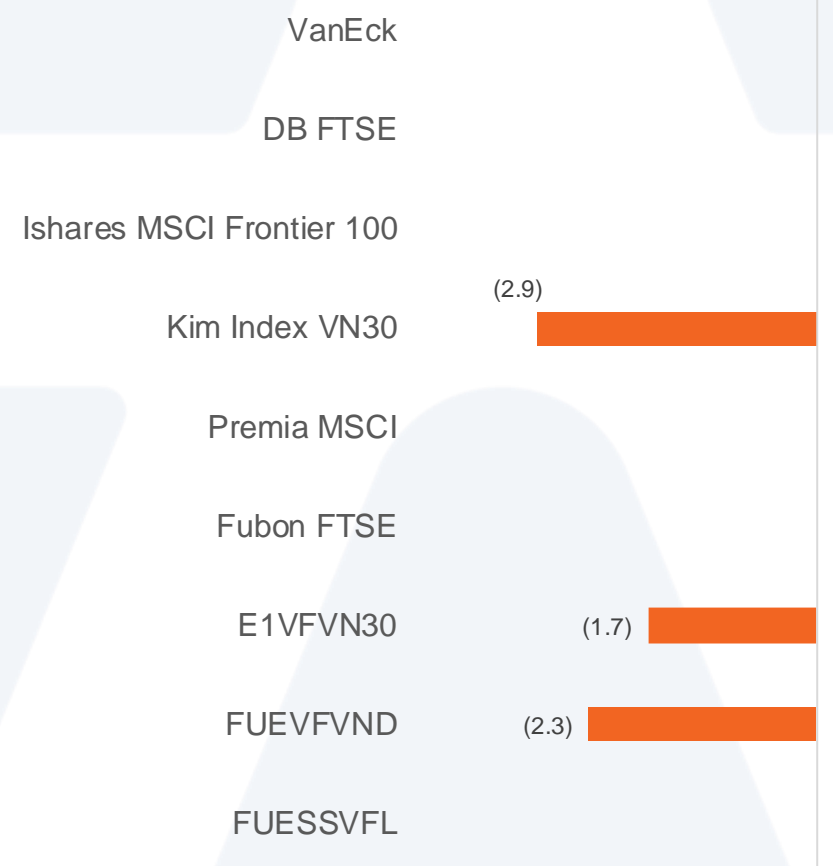 VanEck
DB FTSE
Ishares MSCI Frontier 100
(2.9)
Kim Index VN30
Premia MSCI
Fubon FTSE
E1VFVN30 (1.7)
FUEVFVND (2.3)
FUESSVFL